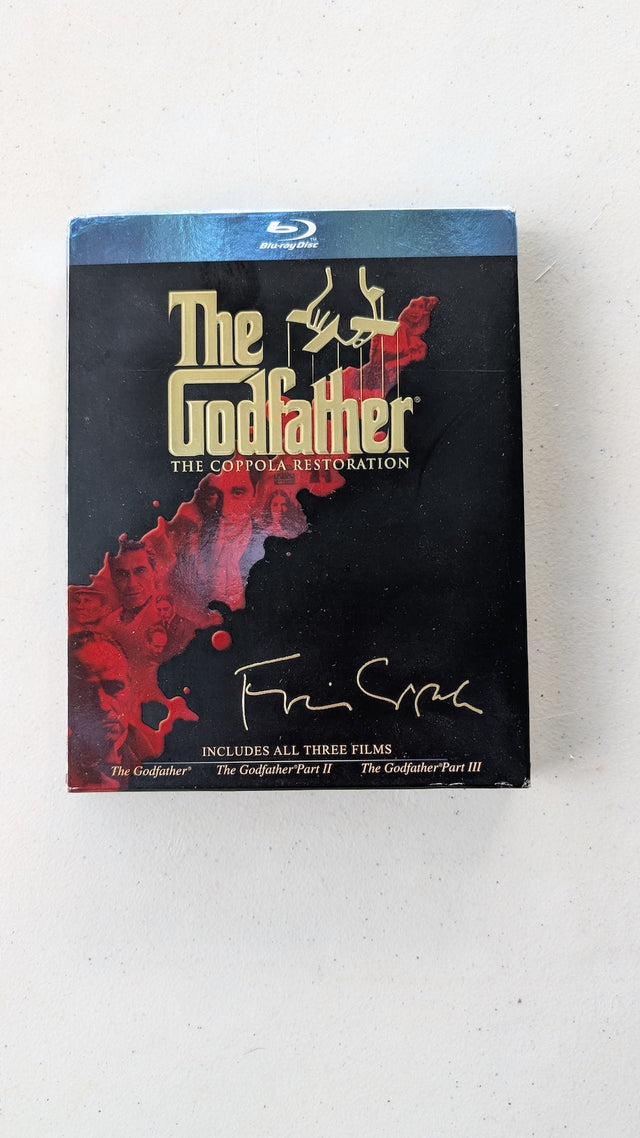 Blu-ray Disc™
The
Godfather®
THE COPPOLA RESTORATION
INCLUDES ALL THREE FILMS
The Godfather® The Godfather® Part II The Godfather® Part III